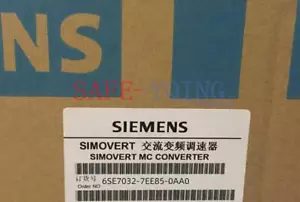 ENS
SAFE-TOING
SIEMENS
SIMOVERT 交流变频调速器
SIMOVERT MC CONVERTER
订货号
Order NO 6SE7032-7EE85-0AA0